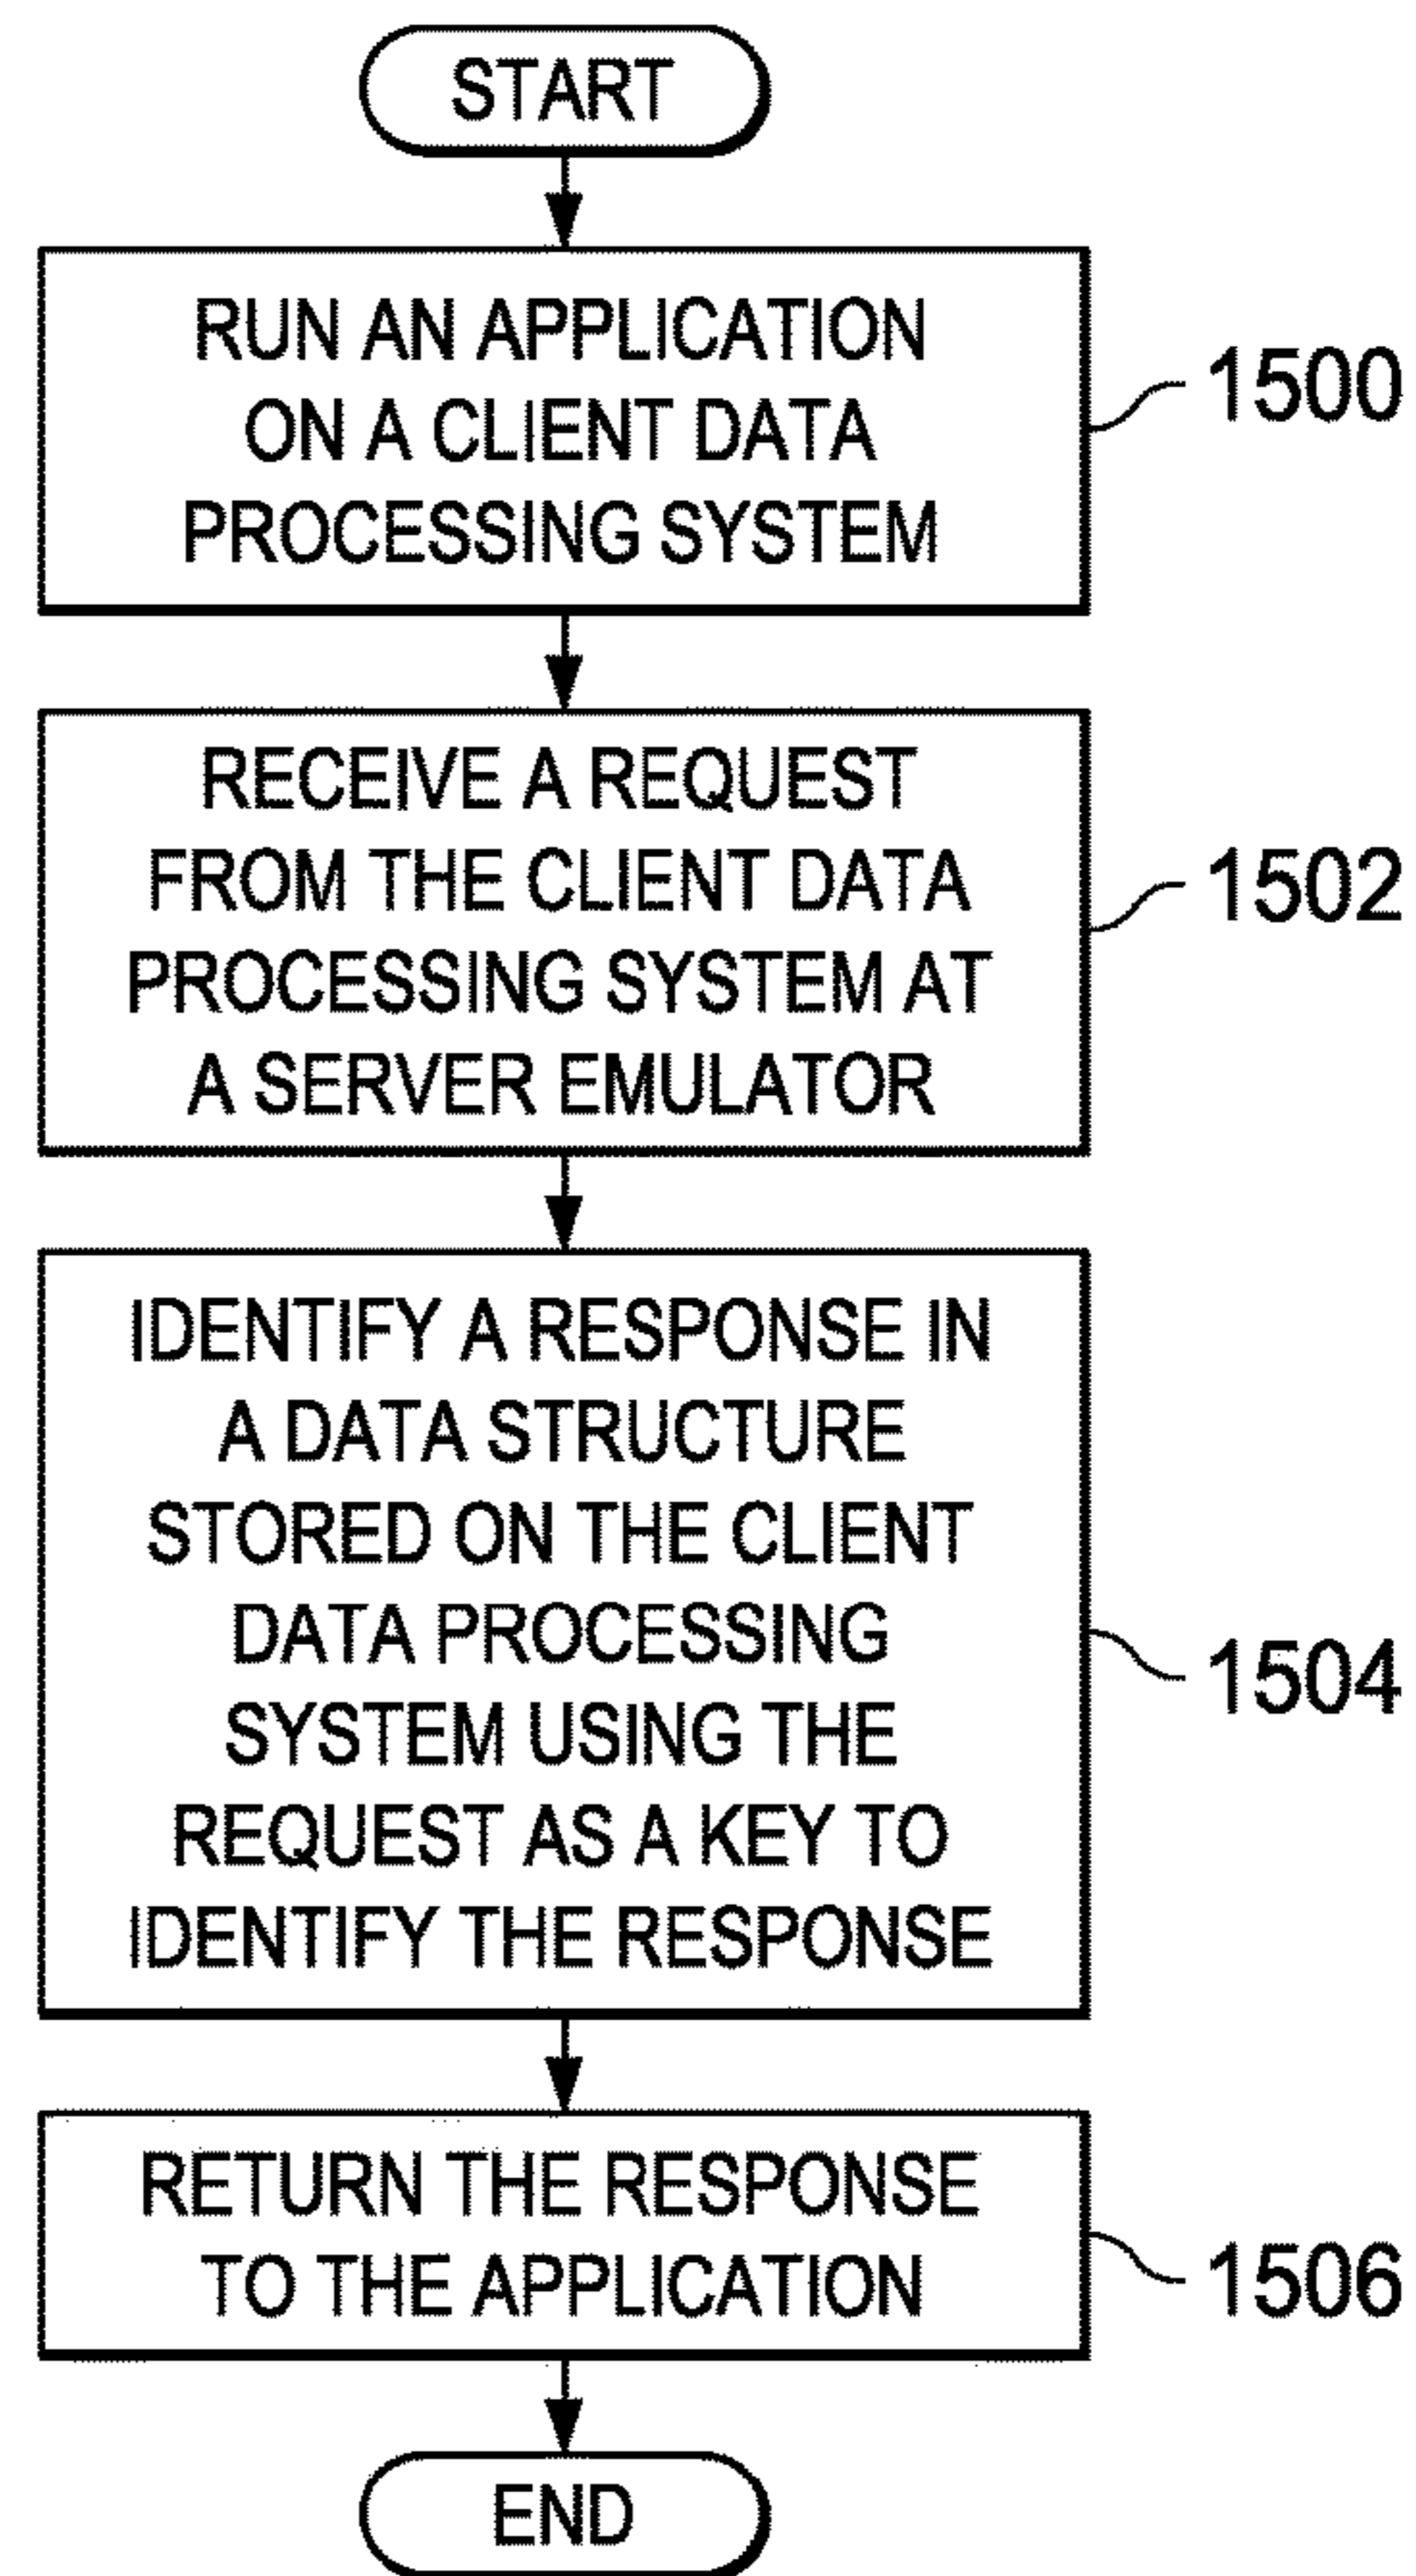 START
RUN AN APPLICATION
ON A CLIENT DATA
PROCESSING SYSTEM
1500
RECEIVE A REQUEST
FROM THE CLIENT DATA
PROCESSING SYSTEM AT
A SERVER EMULATOR
1502
IDENTIFY A RESPONSE IN
A DATA STRUCTURE
STORED ON THE CLIENT
DATA PROCESSING
SYSTEM USING THE
REQUEST AS A KEY TO
IDENTIFY THE RESPONSE
1504
RETURN THE RESPONSE
TO THE APPLICATION
1506
END